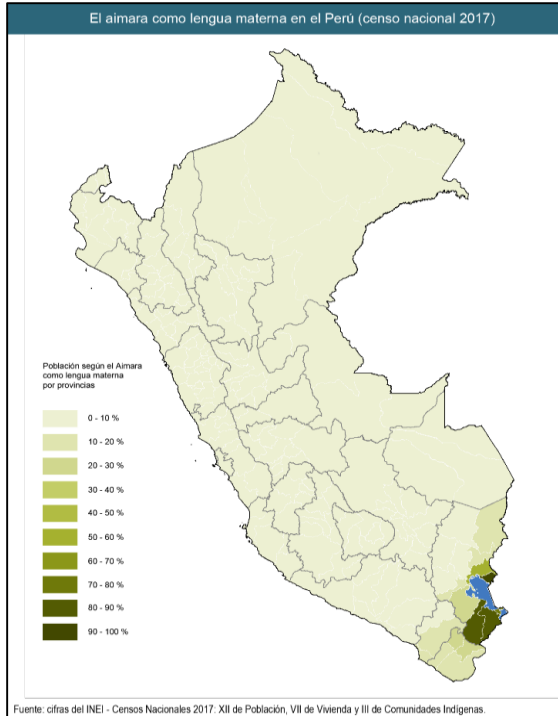 El aimara como lengua materna en el Perú (censo nacional 2017)
Población según el Aimara
como lengua materna
por provincias
0 - 10 %
10 - 20 %
20 - 30 %
30 - 40 %
40 - 50 %
50 - 60 %
60 - 70 %
70 - 80 %
80 - 90 %
90 - 100 %
Fuente: cifras del INEI - Censos Nacionales 2017: XII de Población, VII de Vivienda y III de Comunidades Indígenas.